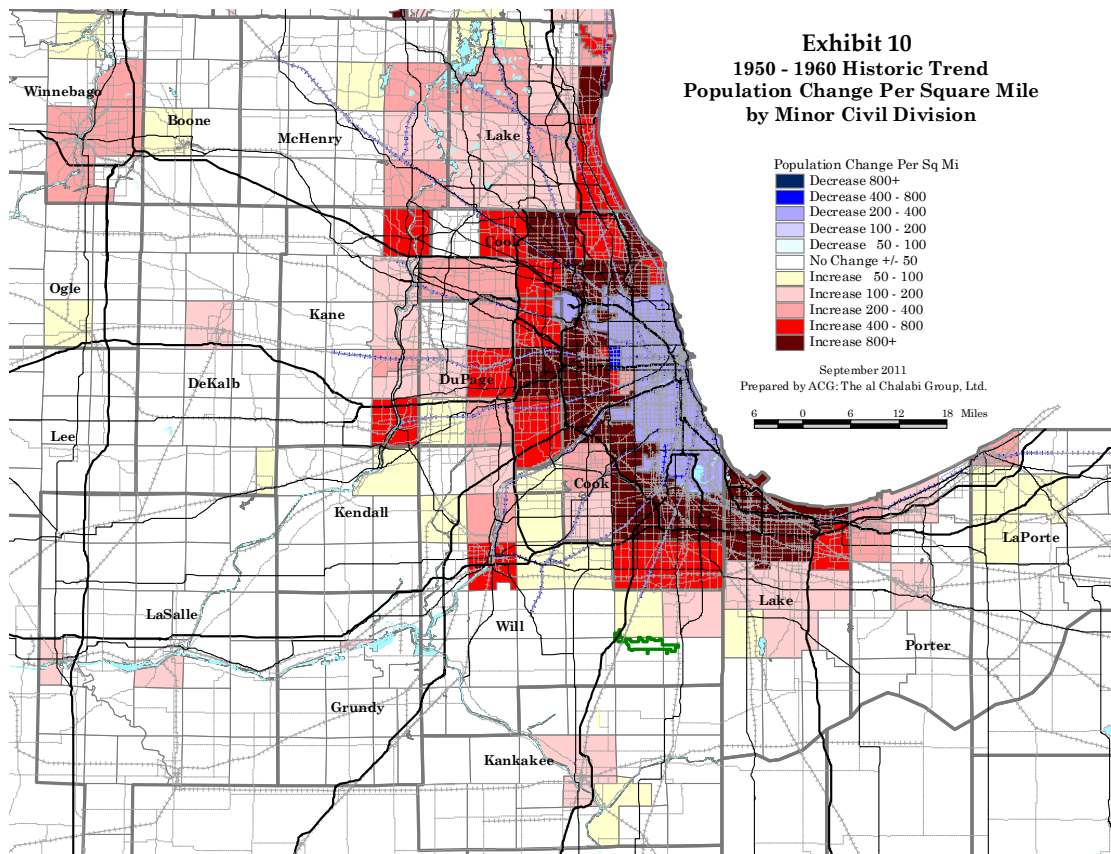 Exhibit 10
1950 - 1960 Historic Trend
Population Change Per Square Mile
by Minor Civil Division
Population Change Per Sq Mi
Decrease 800+
Decrease 400 - 800
Decrease 200 - 400
Decrease 100 - 200
Decrease 50 - 100
No Change +/- 50
Increase 50 - 100
Increase 100 - 200
Increase 200 - 400
Increase 400 - 800
Increase 800+
September 2011
Prepared by ACG: The al Chalabi Group, Ltd.
6 0 6 12 18 Miles
Winnebago
Boone
McHenry
Lake
Cook
Ogle
Kane
DeKalb
DuPage
Lee
Cook
Kendall
LaPorte
LaSalle
Will
Lake
Porter
Grundy
Kankakee